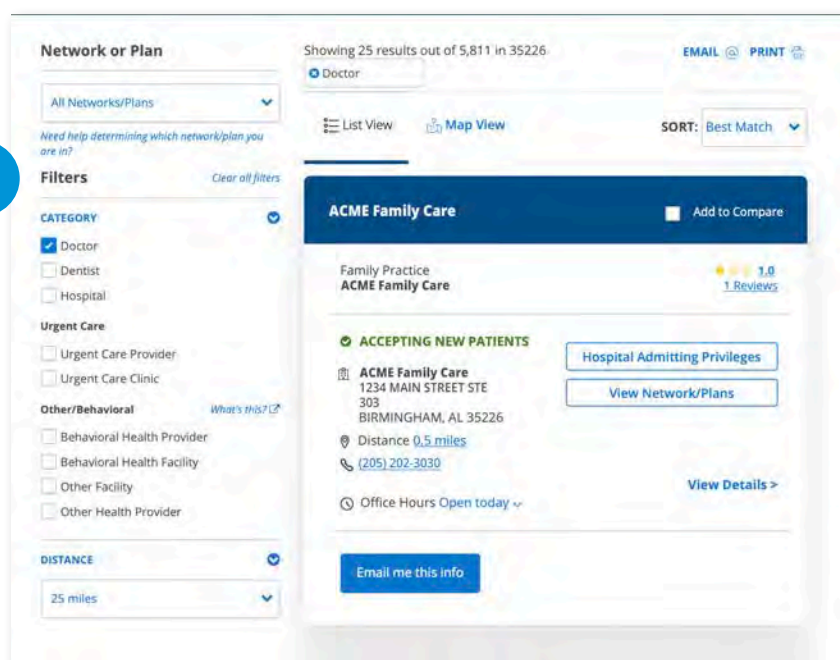 Network or Plan
All Networks/Plans
Need help determining which network/plan you
are in?
Filters
Clear all filters
CATEGORY
Doctor
Dentist
Hospital
Urgent Care
Urgent Care Provider
Urgent Care Clinic
Other/Behavioral
What's this?
Behavioral Health Provider
Behavioral Health Facility
Other Facility
Other Health Provider
DISTANCE
25 miles
Showing 25 results out of 5,811 in 35226
Doctor
EMAIL
PRINT
List View
Map View
SORT: Best Match
ACME Family Care
Add to Compare
Family Practice
ACME Family Care
1.0
1 Reviews
ACCEPTING NEW PATIENTS
ACME Family Care
1234 MAIN STREET STE
303
BIRMINGHAM, AL 35226
Distance 0.5 miles
(205) 202-3030
Office Hours Open today
Hospital Admitting Privileges
View Network/Plans
View Details >
Email me this info